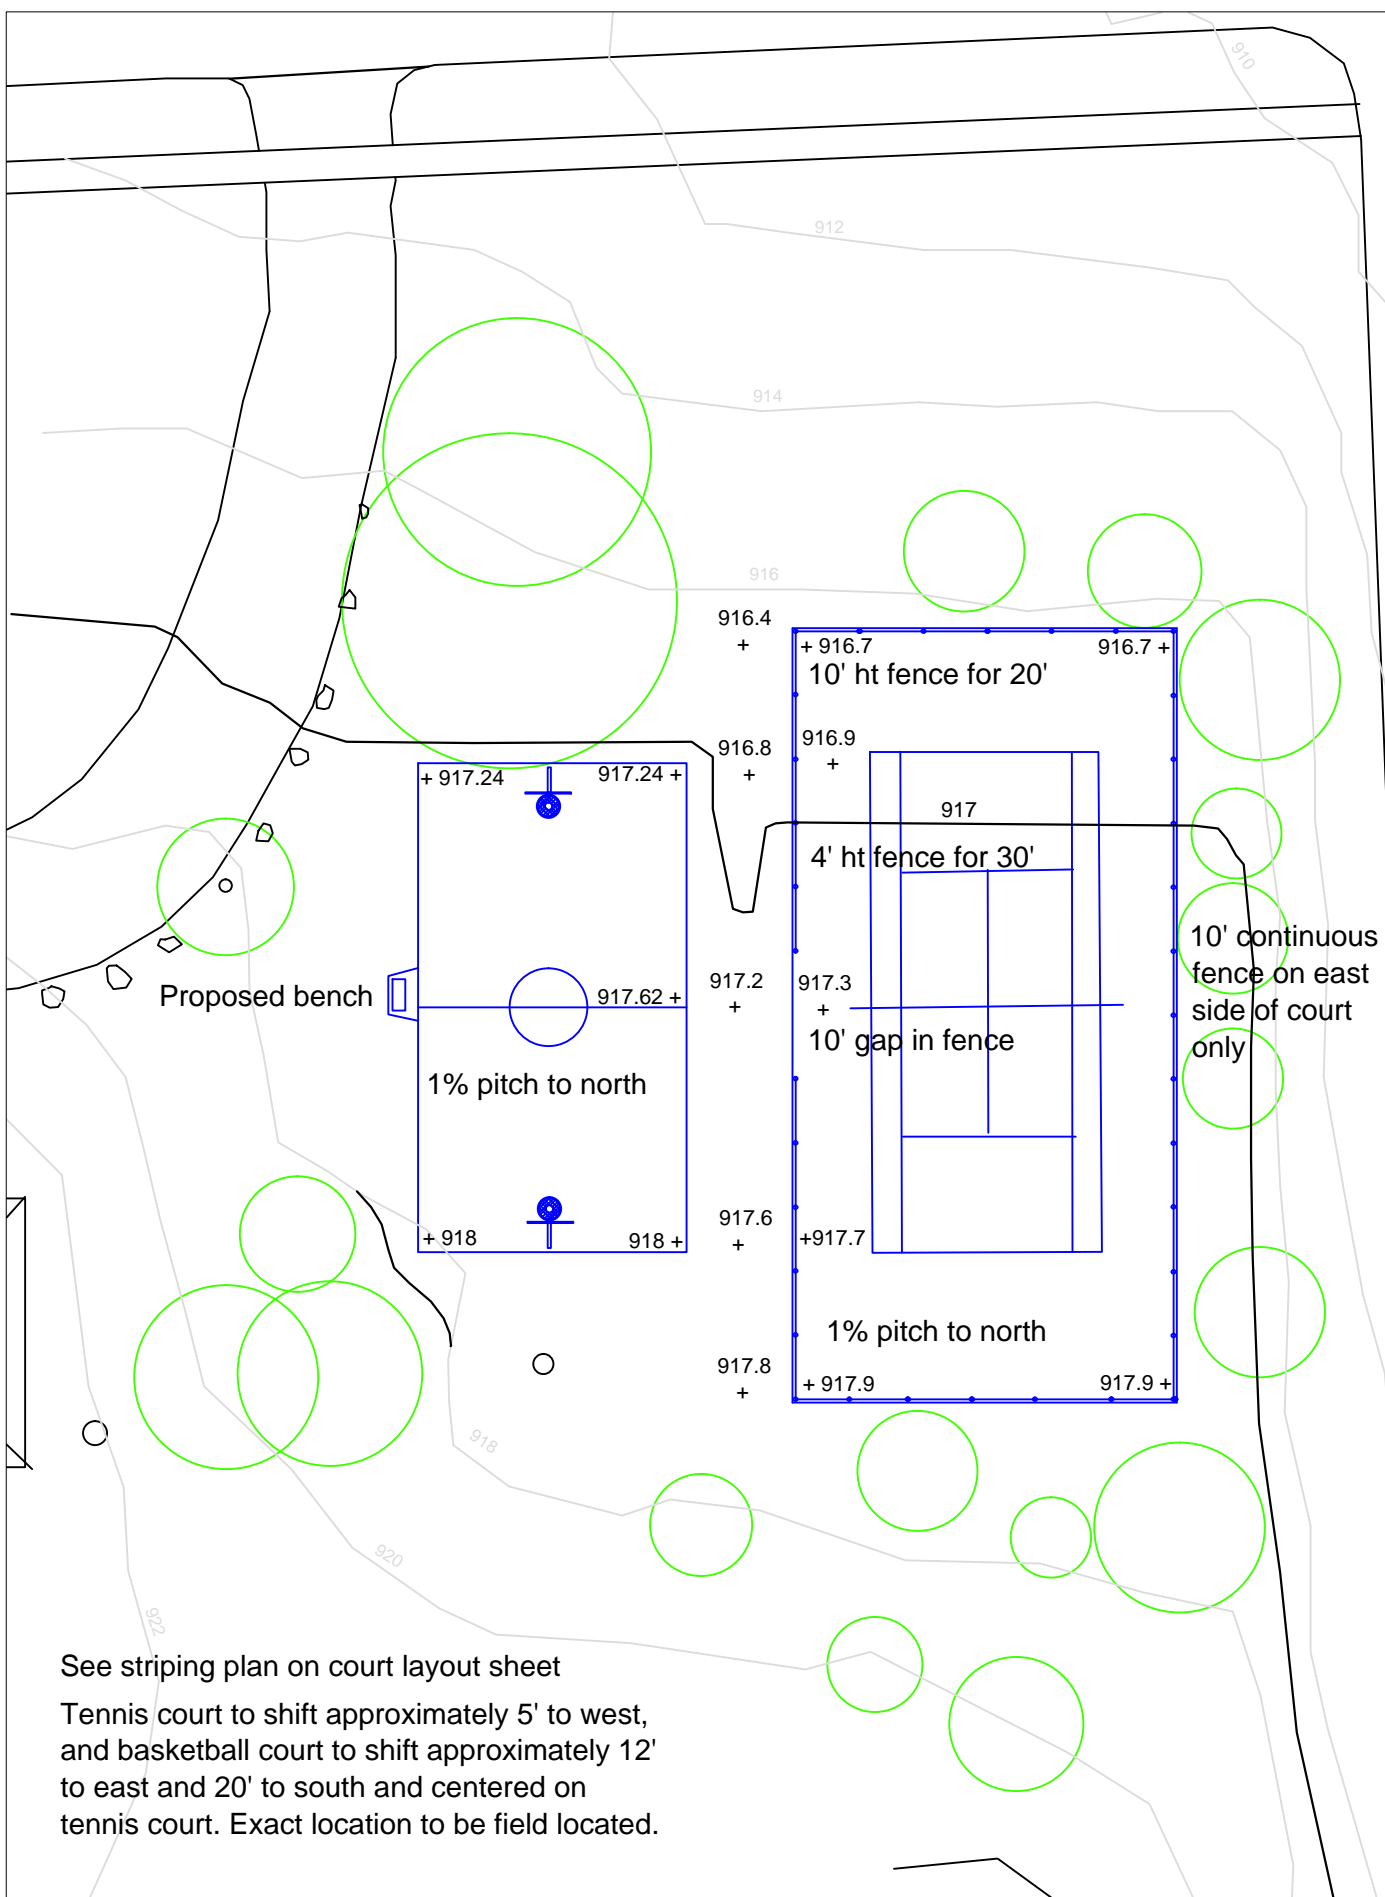 910
912
914
916
916.4
+
+ 916.7
916.7 +
10' ht fence for 20'
916.8
+
916.9
+
+ 917.24
917.24 +
917
4' ht fence for 30'
10' continuous
fence on east
side of court
only
Proposed bench
917.62 +
917.2
+
917.3
+
10' gap in fence
1% pitch to north
+ 918
918 +
917.6
+
+917.7
1% pitch to north
917.8
+
+ 917.9
917.9 +
918
920
922
See striping plan on court layout sheet
Tennis court to shift approximately 5' to west,
and basketball court to shift approximately 12'
to east and 20' to south and centered on
tennis court. Exact location to be field located.